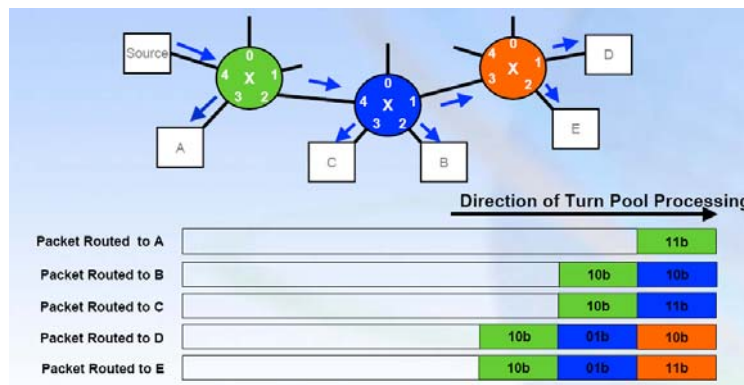 Source
0
4 X 1
3 2
A
0
4 X 1
3 2
C
B
0
4 X 1
3 2
D
E
Direction of Turn Pool Processing
Packet Routed to A 11b
Packet Routed to B 10b 10b
Packet Routed to C 10b 11b
Packet Routed to D 10b 01b 10b
Packet Routed to E 10b 01b 11b